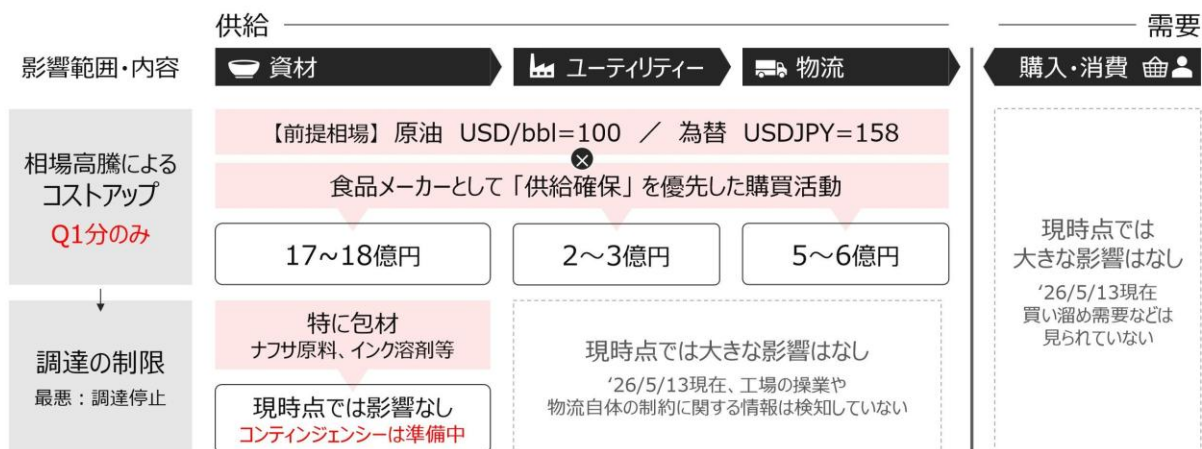 供給
需要
影響範囲・内容
資材
ユーティリティー
物流
購入・消費
相場高騰による
コストアップ
Q1分のみ
【前提相場】原油 USD/bbl=100 ／ 為替 USDJPY=158
×
食品メーカーとして「供給確保」を優先した購買活動
17~18億円
2～3億円
5～6億円
現時点では
大きな影響はなし
‘26/5/13現在
買い溜め需要などは
見られていない
調達の制限
最悪：調達停止
特に包材
ナフサ原料、インク溶剤等
現時点では影響なし
コンティンジェンシーは準備中
現時点では大きな影響はなし
‘26/5/13現在、工場の操業や
物流自体の制約に関する情報は検知していない